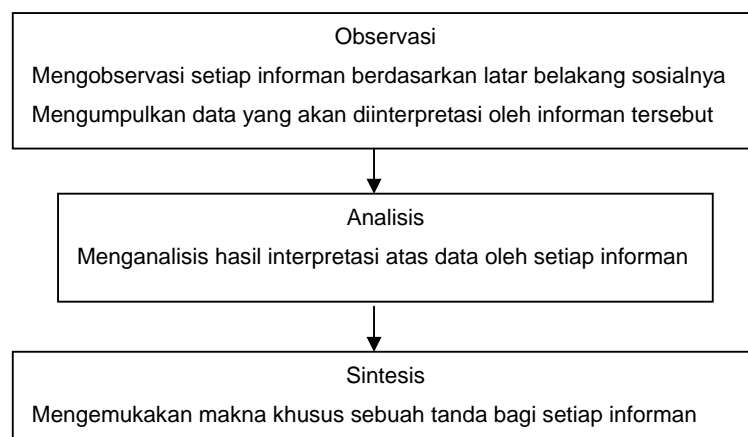 Observasi
Mengobservasi setiap informan berdasarkan latar belakang sosialnya
Mengumpulkan data yang akan diinterpretasi oleh informan tersebut
Analisis
Menganalisis hasil interpretasi atas data oleh setiap informan
Sintesis
Mengemukakan makna khusus sebuah tanda bagi setiap informan